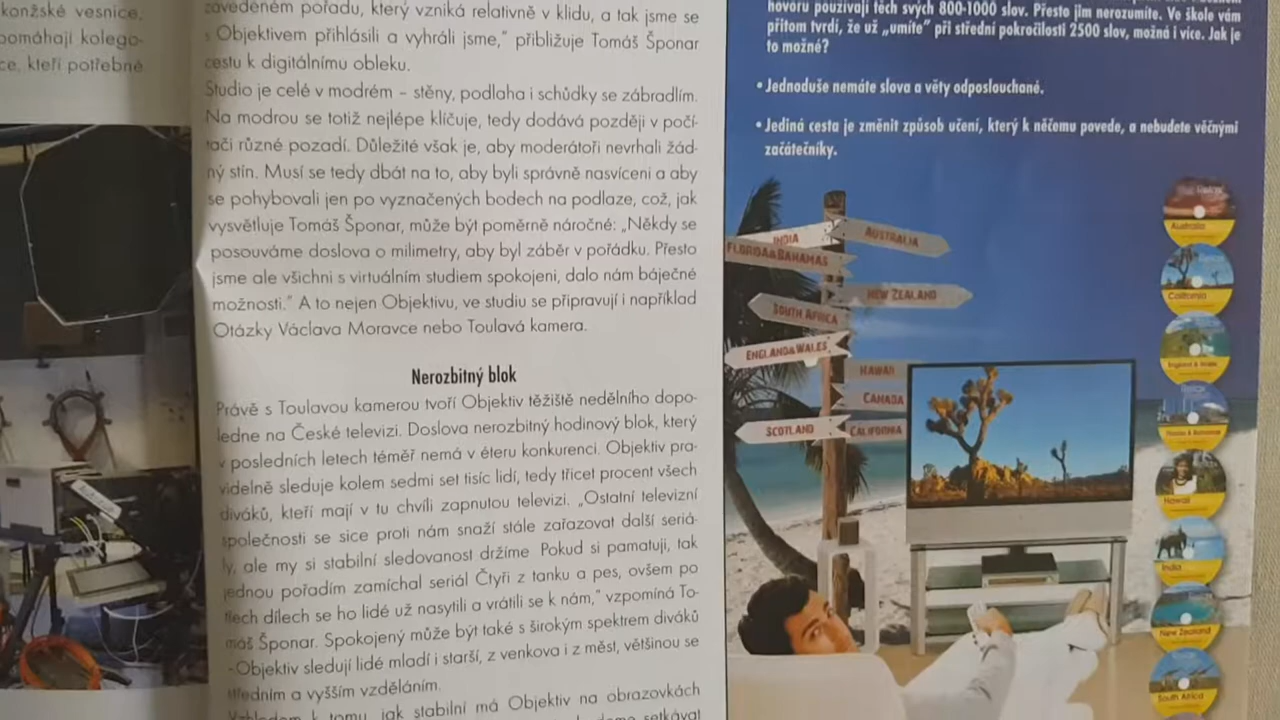 konžské vesnice,
pomáhají kolego-
ce, kteří potřebné
zavedeném pořadu, který vzniká relativně v klidu, a tak jsme se
s Objektivem přihlásili a vyhráli jsme,“ přibližuje Tomáš Šponar
cestu k digitálnímu obleku.
Studio je celé v modrém – stěny, podlaha i schůdky se zábradlím.
Na modrou se totiž nejlépe klíčuje, tedy dodává později v počí-
tači různé pozadí. Důležité však je, aby moderátoři nevrhali žád-
ný stín. Musí se tedy dbát na to, aby byli správně nasvíceni a aby
se pohybovali jen po vyznačených bodech na podlaze, což, jak
vysvětluje Tomáš Šponar, může být poměrně náročné: „Někdy se
posouváme doslova o milimetry, aby byl záběr v pořádku. Přesto
jsme ale všichni s virtuálním studiem spokojeni, dalo nám báječné
možnosti.“ A to nejen Objektivu, ve studiu se připravují i například
Otázky Václava Moravce nebo Toulavá kamera.
Nerozbitný blok
Právě s Toulavou kamerou tvoří Objektiv těžiště nedělního dopo-
ledne na České televizi. Doslova nerozbitný hodinový blok, který
v posledních letech téměř nemá v éteru konkurenci. Objektiv pra-
videlně sleduje kolem sedmi set tisíc lidí, tedy třicet procent všech
diváků, kteří mají v tu chvíli zapnutou televizi. „Ostatní televizní
společnosti se sice proti nám snaží stále zařazovat další seriá-
ly, ale my si stabilní sledovanost držíme Pokud si pamatuji, tak
jednou pořadím zamíchal seriál Čtyři z tanku a pes, ovšem po
třech dílech se ho lidé už nasytili a vrátili se k nám,“ vzpomíná To-
máš Šponar. Spokojený může být také s širokým spektrem diváků
-Objektiv sledují lidé mladí i starší, z venkova i z měst, většinou se
středním a vyšším vzděláním.
Vzhledem k tomu, jak stabilní má Objektiv na obrazovkách
setkávat
hovoru používají těch svých 800-1000 slov. Přesto jim nerozumíte. Ve škole vám
přitom tvrdí, že už „umíte” při střední pokročilosti 2500 slov, možná i více. Jak je
to možné?
• Jednoduše nemáte slova a věty odposlouchané.
• Jediná cesta je změnit způsob učení, který k něčemu povede, a nebudete věčnými
začátečníky.
INDIA
AUSTRALIA
FLORIDA&BAHAMAS
NEW ZEALAND
SOUTH AFRICA
ENGLAND&WALES
HAWAII
CANADA
SCOTLAND
CALIFORNIA
Australia
California
England & Wales
Florida & Bahamas
Hawaii
India
New Zealand
South Africa